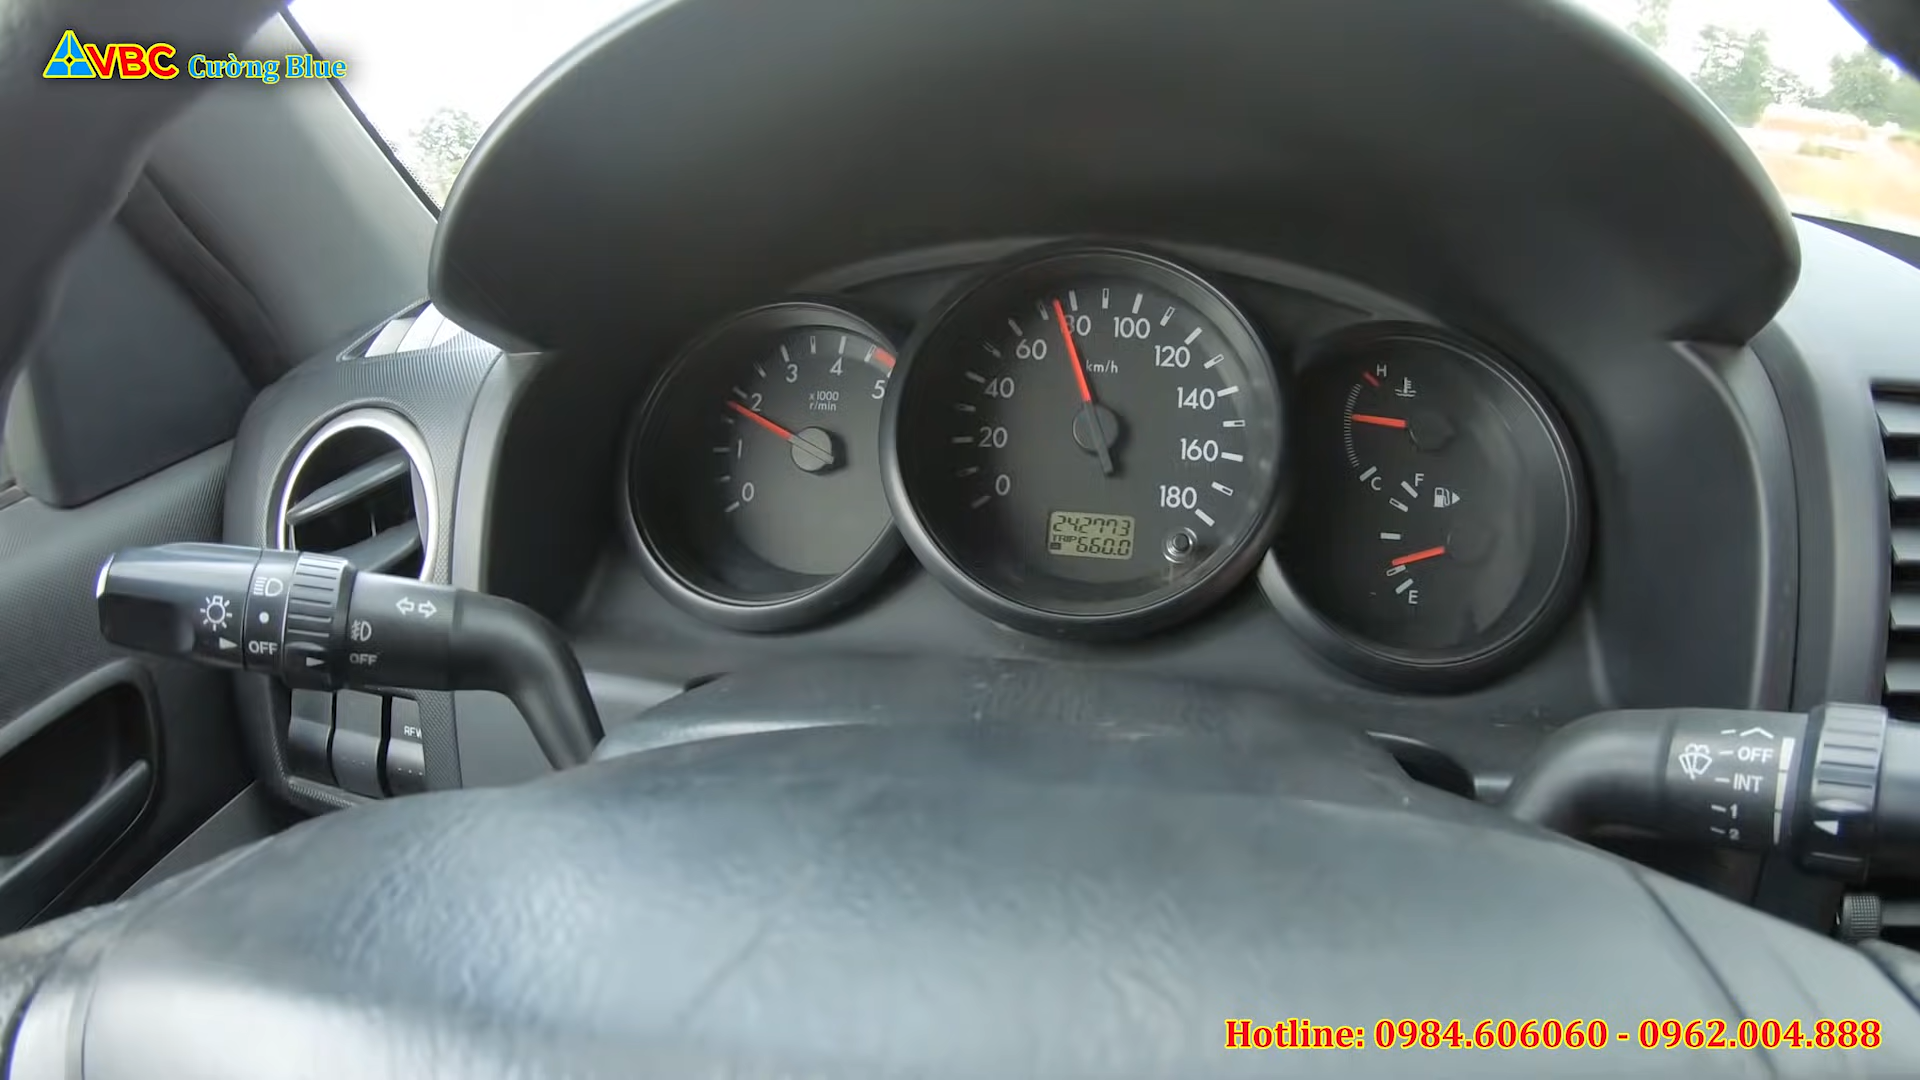 VBC Cường Blue
80
100
60
120
40
140
20
160
0
180
km/h
242773
TRIP
660.0
3
4
2
5
1
0
x1000
r/min
H
C
F
E
OFF
OFF
OFF
INT
1
2
Hotline: 0984.606060 - 0962.004.888